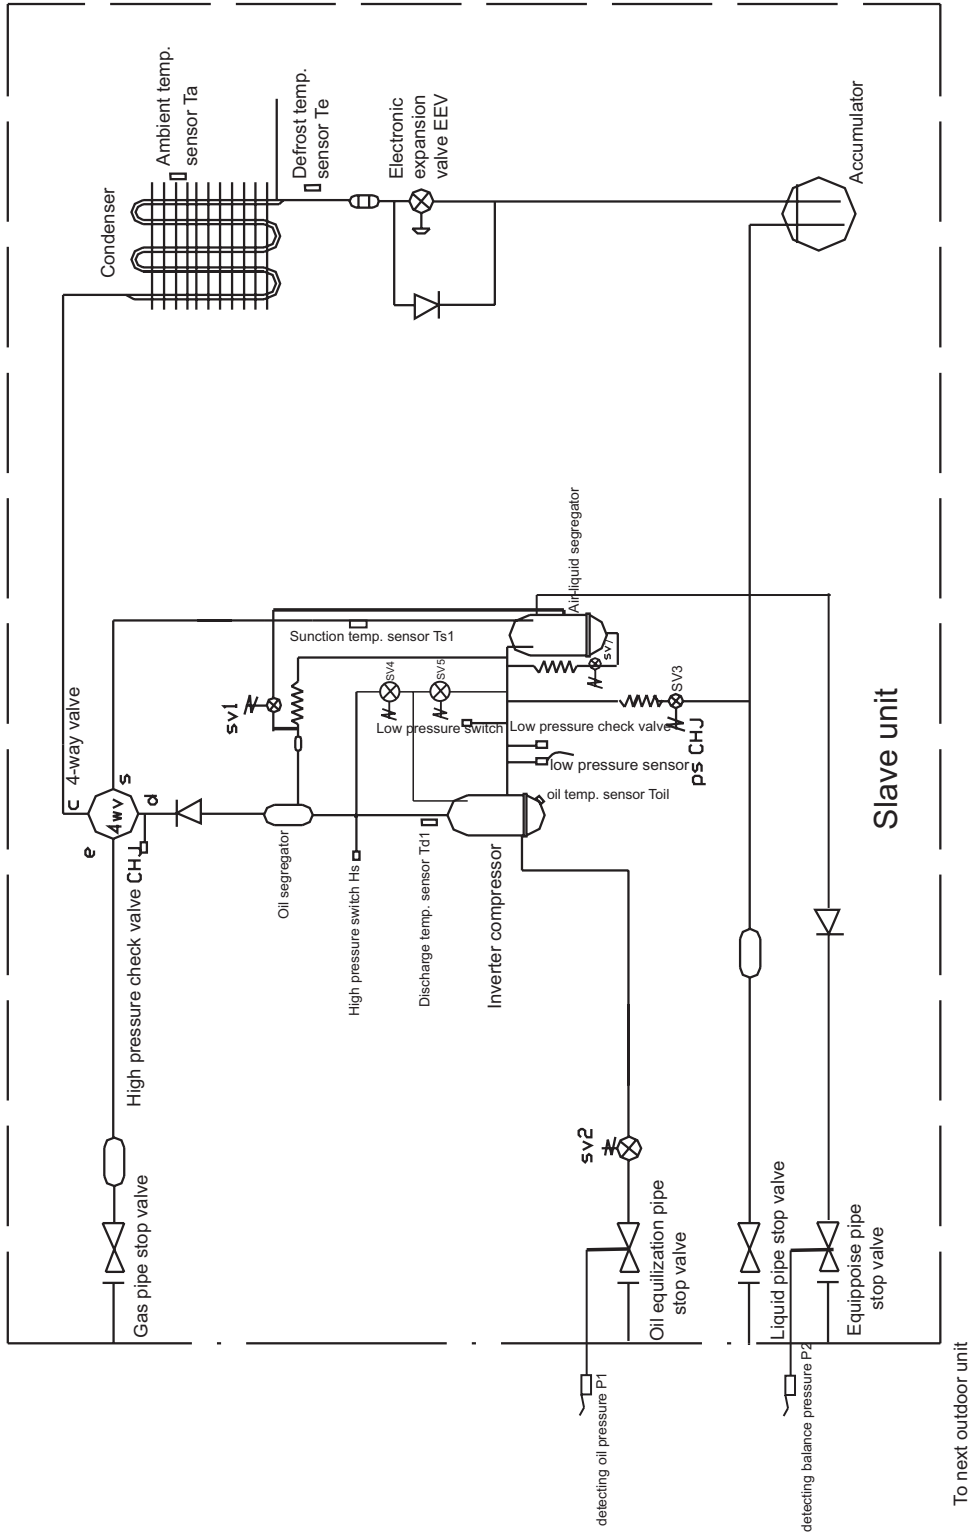 Ambient temp.
sensor Ta
Defrost temp.
sensor Te
Electronic
expansion
valve EEV
Accumulator
Condenser
Air-liquid segregator
Sunction temp. sensor Ts1
sv7
SV4
SV5
SV3
sv1
Low pressure switch
Low pressure check valve
ps CHJ
low pressure sensor
oil temp. sensor Toil
4-way valve
c
s
4wv
d
e
High pressure check valve CHJ
Oil segregator
High pressure switch Hs
Discharge temp. sensor Td1
Inverter compressor
Slave unit
sv2
Gas pipe stop valve
Oil equilization pipe
stop valve
Liquid pipe stop valve
Equippoise pipe
stop valve
detecting oil pressure P1
detecting balance pressure P2
To next outdoor unit